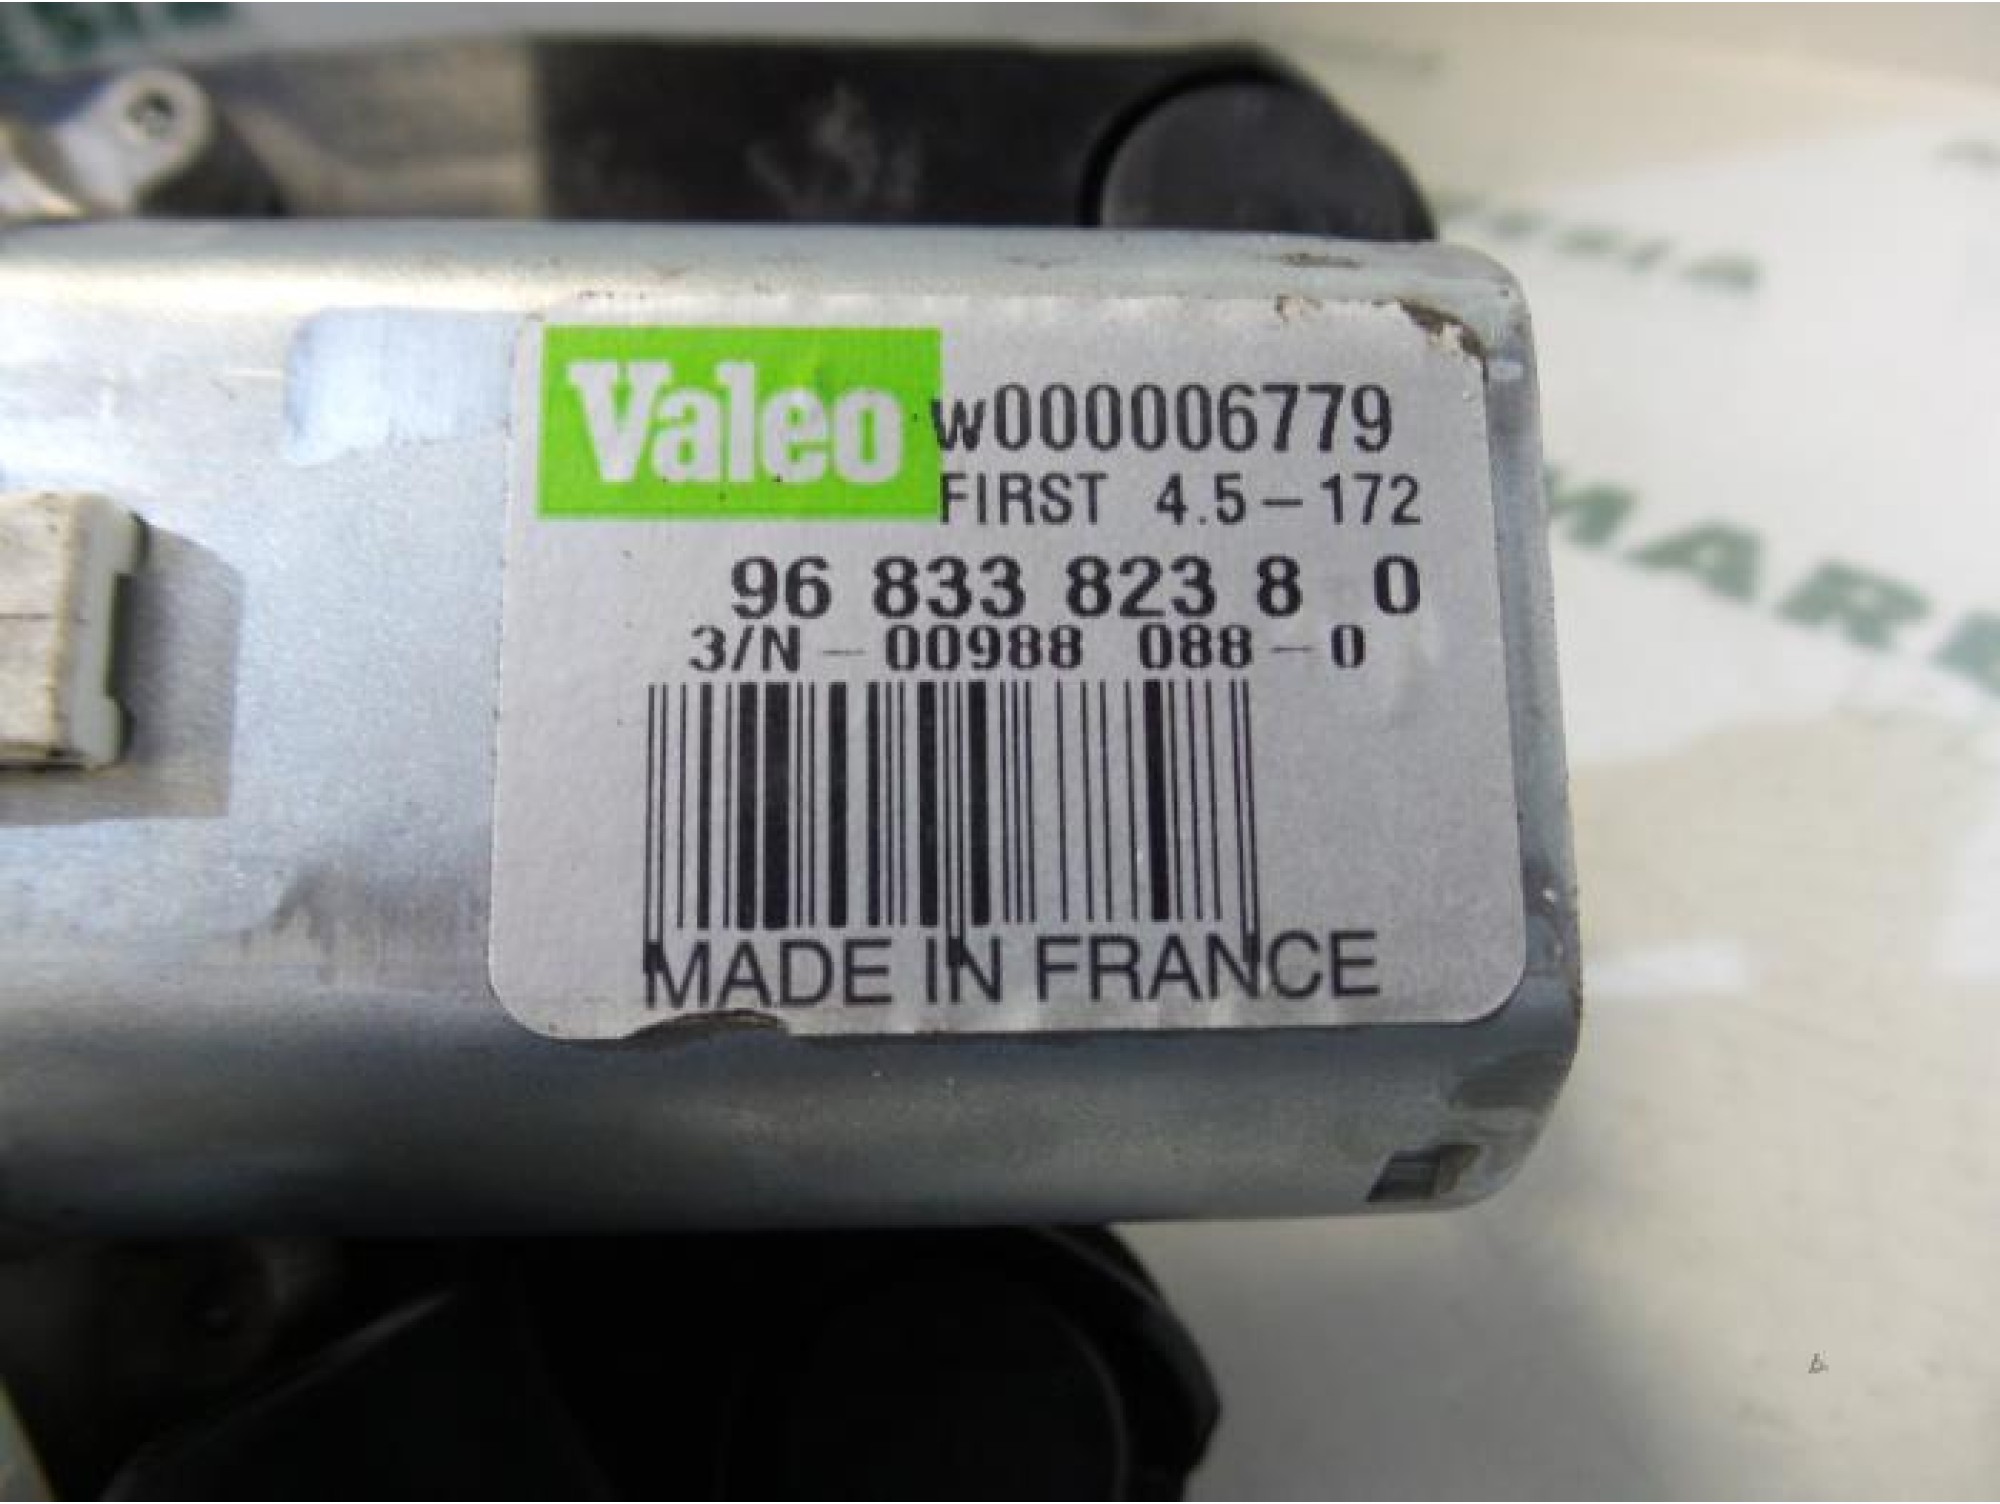 Valeo
W000006779
FIRST 4.5-172
96 833 823 8 0
3/N - 00988 088-0
MADE IN FRANCE